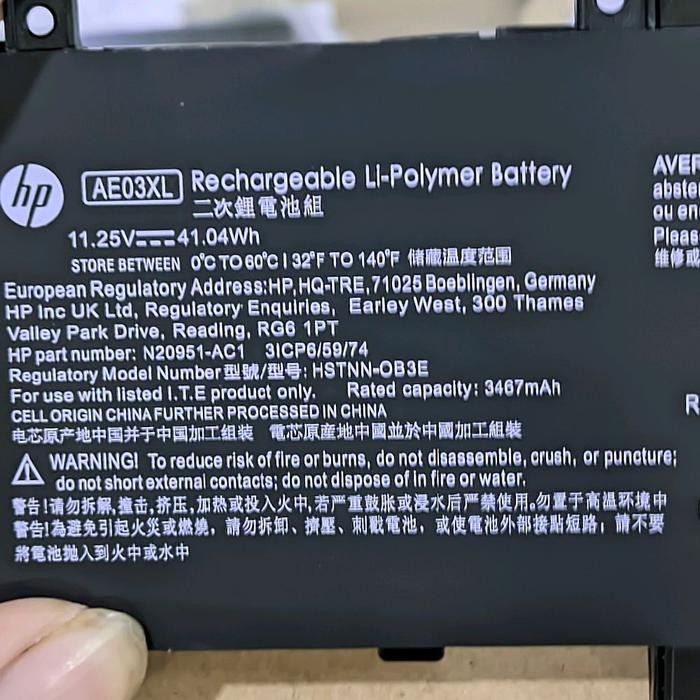 hp AE03XL Rechargeable Li-Polymer Battery
二次鋰電池組
11.25V⎓41.04Wh
STORE BETWEEN 0°C TO 60°C | 32°F TO 140°F 储藏温度范围
European Regulatory Address:HP,HQ-TRE,71025 Boeblingen, Germany
HP Inc UK Ltd, Regulatory Enquiries, Earley West, 300 Thames
Valley Park Drive, Reading, RG6 1PT
HP part number: N20951-AC1 3ICP6/59/74
Regulatory Model Number 型號/型号: HSTNN-OB3E
For use with listed I.T.E product only. Rated capacity: 3467mAh
CELL ORIGIN CHINA FURTHER PROCESSED IN CHINA
电芯原产地中国并于中国加工组装 電芯原産地中國並於中國加工組裝
WARNING! To reduce risk of fire or burns, do not disassemble, crush, or puncture;
do not short external contacts; do not dispose of in fire or water.
警告!请勿拆解,撞击,挤压,加热或投入火中,若严重鼓胀或浸水后严禁使用。勿置于高温环境中
警告!為避免引起火災或燃燒，請勿拆卸、擠壓、刺戳電池，或使電池外部接點短路；請不要
將電池拋入到火中或水中
AVER
abste
ou en
Pleas
維修或
R